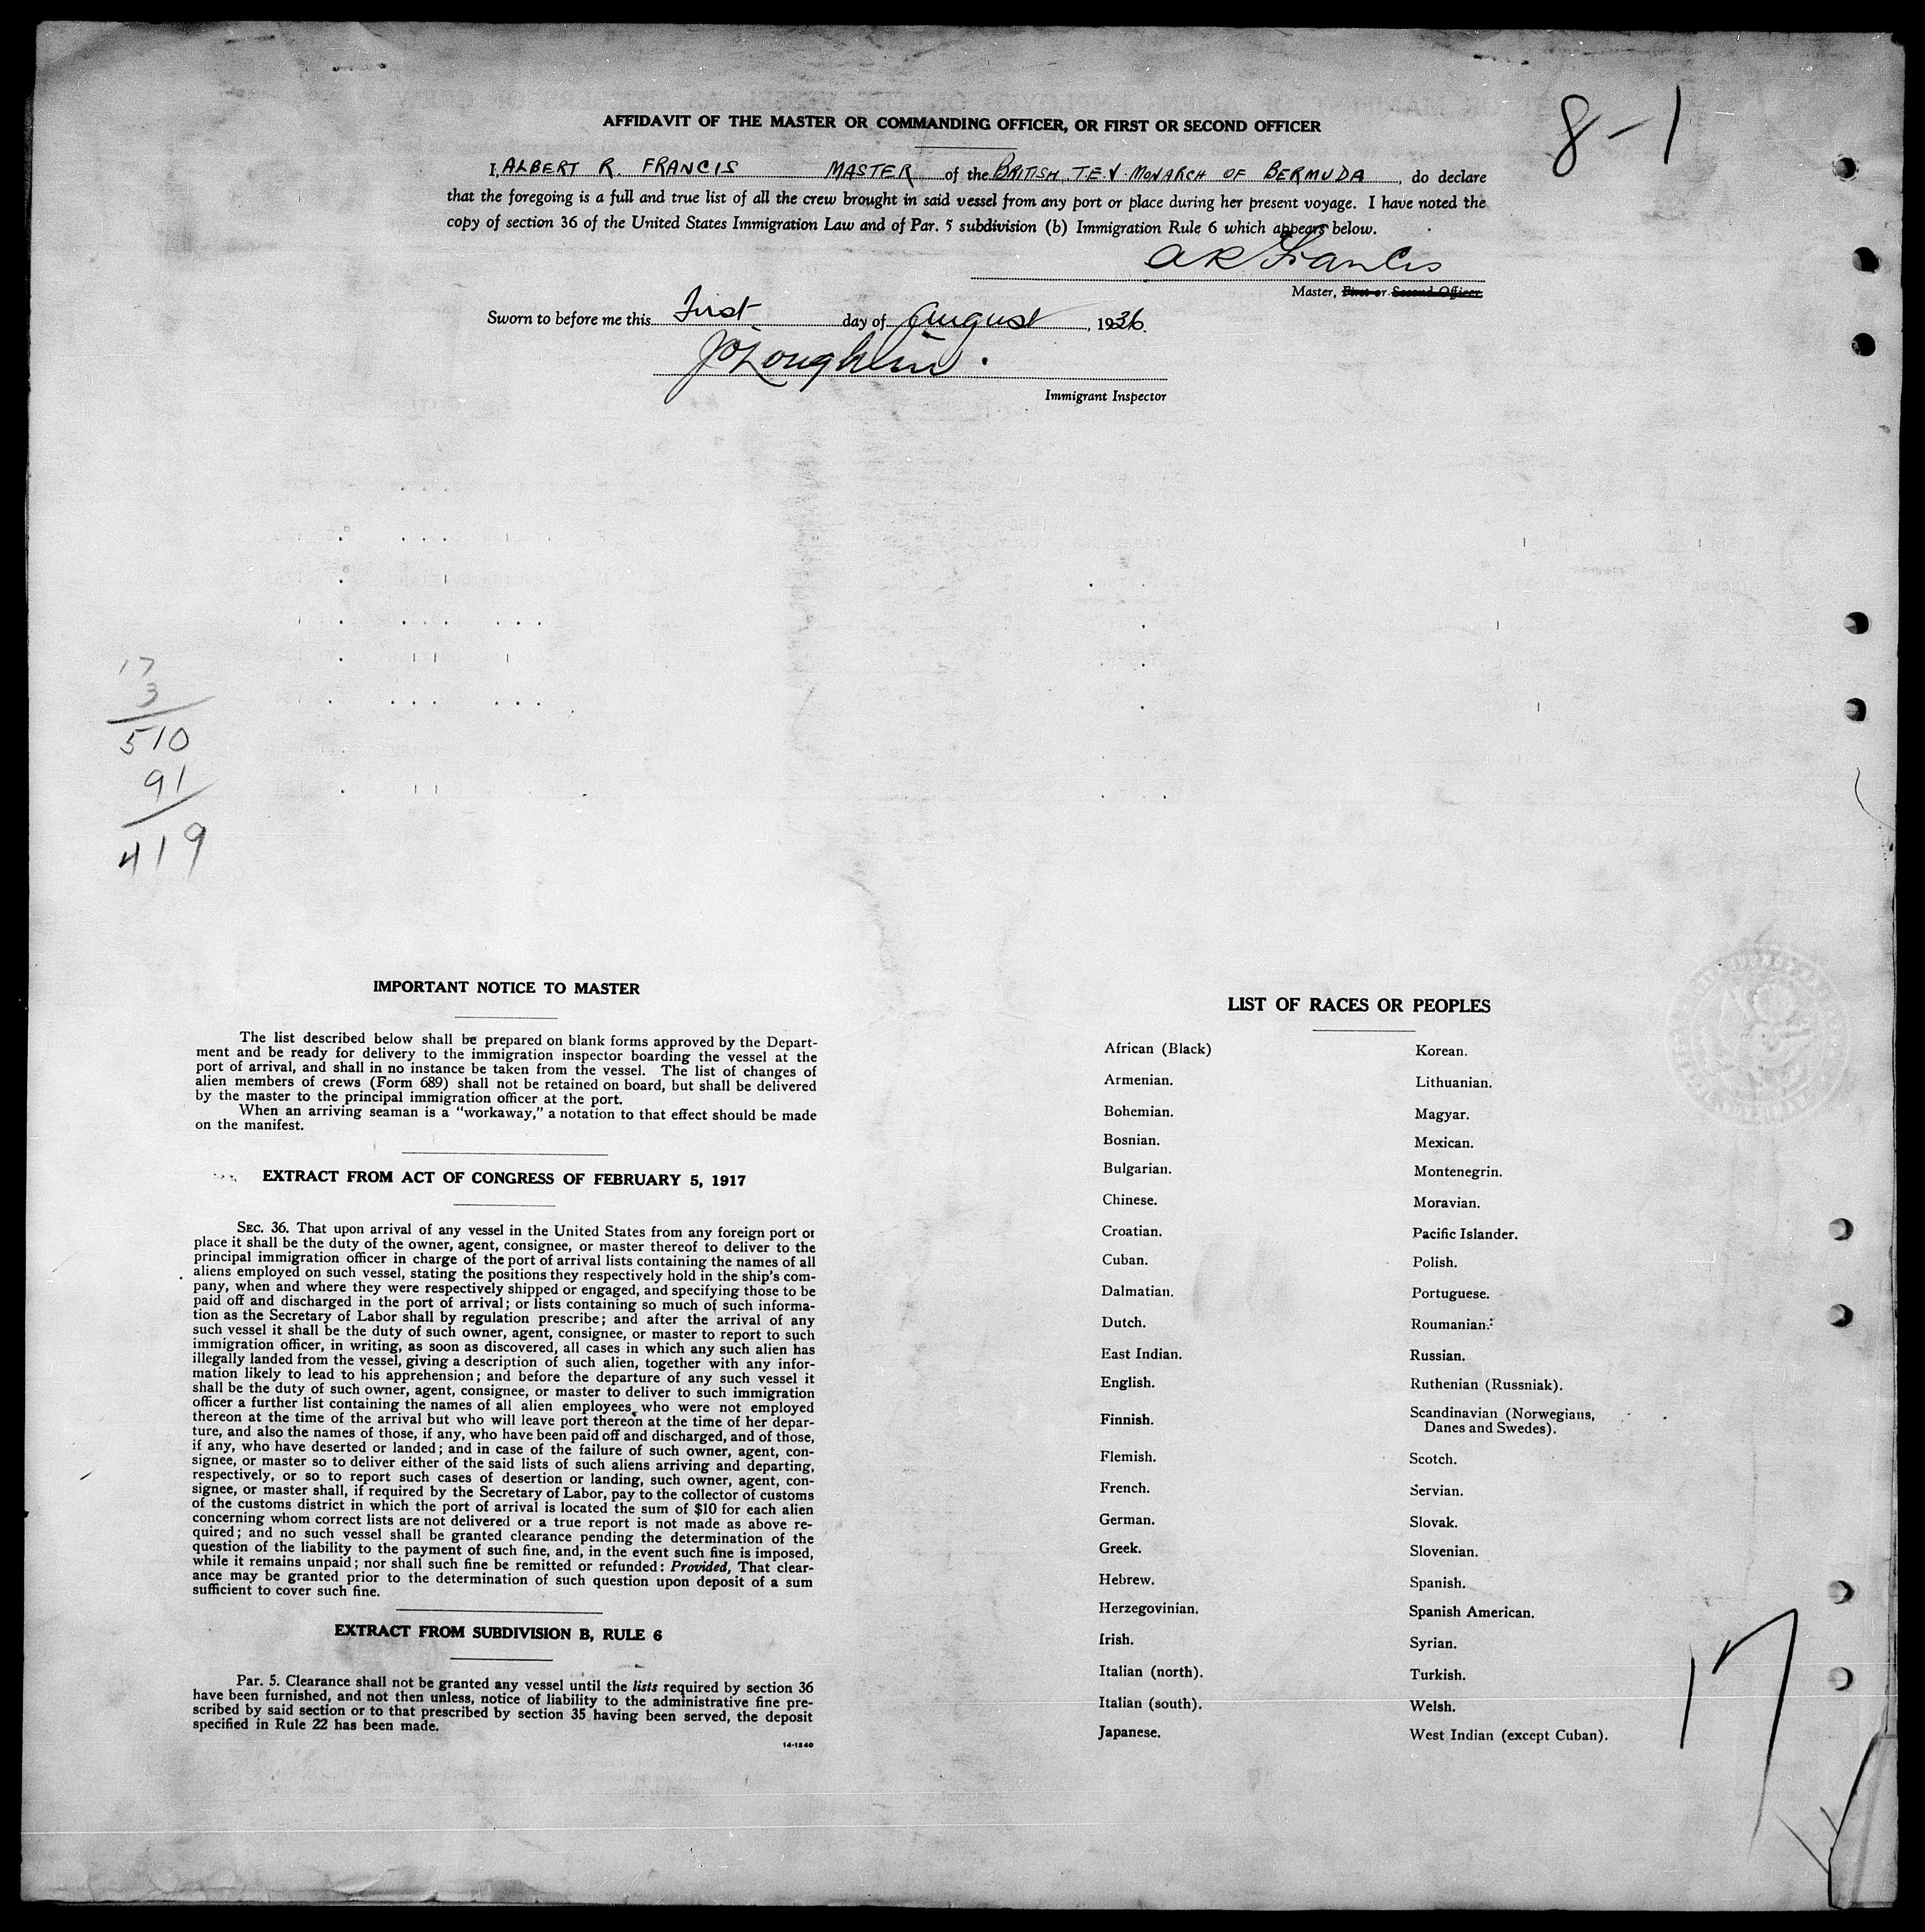 8-1
AFFIDAVIT OF THE MASTER OR COMMANDING OFFICER, OR FIRST OR SECOND OFFICER
I, ALBERT R. FRANCIS MASTER of the BRITISH T.E.V. MONARCH OF BERMUDA, do declare
that the foregoing is a full and true list of all the crew brought in said vessel from any port or place during her present voyage. I have noted the
copy of section 36 of the United States Immigration Law and of Par. 5 subdivision (b) Immigration Rule 6 which appears below.
A R Francis
Master, First or Second Officer.
Sworn to before me this First day of August, 1936.
J O'Loughlin.
Immigrant Inspector
17
3
510
91
419
IMPORTANT NOTICE TO MASTER
The list described below shall be prepared on blank forms approved by the Depart-
ment and be ready for delivery to the immigration inspector boarding the vessel at the
port of arrival, and shall in no instance be taken from the vessel. The list of changes of
alien members of crews (Form 689) shall not be retained on board, but shall be delivered
by the master to the principal immigration officer at the port.
When an arriving seaman is a "workaway," a notation to that effect should be made
on the manifest.
EXTRACT FROM ACT OF CONGRESS OF FEBRUARY 5, 1917
SEC. 36. That upon arrival of any vessel in the United States from any foreign port or
place it shall be the duty of the owner, agent, consignee, or master thereof to deliver to the
principal immigration officer in charge of the port of arrival lists containing the names of all
aliens employed on such vessel, stating the positions they respectively hold in the ship's com-
pany, when and where they were respectively shipped or engaged, and specifying those to be
paid off and discharged in the port of arrival; or lists containing so much of such informa-
tion as the Secretary of Labor shall by regulation prescribe; and after the arrival of any
such vessel it shall be the duty of such owner, agent, consignee, or master to report to such
immigration officer, in writing, as soon as discovered, all cases in which any such alien has
illegally landed from the vessel, giving a description of such alien, together with any infor-
mation likely to lead to his apprehension; and before the departure of any such vessel it
shall be the duty of such owner, agent, consignee, or master to deliver to such immigration
officer a further list containing the names of all alien employees who were not employed
thereon at the time of the arrival but who will leave port thereon at the time of her depar-
ture, and also the names of those, if any, who have been paid off and discharged, and of those,
if any, who have deserted or landed; and in case of the failure of such owner, agent, con-
signee, or master so to deliver either of the said lists of such aliens arriving and departing,
respectively, or so to report such cases of desertion or landing, such owner, agent, con-
signee, or master shall, if required by the Secretary of Labor, pay to the collector of customs
of the customs district in which the port of arrival is located the sum of $10 for each alien
concerning whom correct lists are not delivered or a true report is not made as above re-
quired; and no such vessel shall be granted clearance pending the determination of the
question of the liability to the payment of such fine, and, in the event such fine is imposed,
while it remains unpaid; nor shall such fine be remitted or refunded: Provided, That clear-
ance may be granted prior to the determination of such question upon deposit of a sum
sufficient to cover such fine.
EXTRACT FROM SUBDIVISION B, RULE 6
Par. 5. Clearance shall not be granted any vessel until the lists required by section 36
have been furnished, and not then unless, notice of liability to the administrative fine pre-
scribed by said section or to that prescribed by section 35 having been served, the deposit
specified in Rule 22 has been made.
14-1240
LIST OF RACES OR PEOPLES
African (Black)
Armenian.
Bohemian.
Bosnian.
Bulgarian.
Chinese.
Croatian.
Cuban.
Dalmatian.
Dutch.
East Indian.
English.
Finnish.
Flemish.
French.
German.
Greek.
Hebrew.
Herzegovinian.
Irish.
Italian (north).
Italian (south).
Japanese.
Korean.
Lithuanian.
Magyar.
Mexican.
Montenegrin.
Moravian.
Pacific Islander.
Polish.
Portuguese.
Roumanian.
Russian.
Ruthenian (Russniak).
Scandinavian (Norwegians,
Danes and Swedes).
Scotch.
Servian.
Slovak.
Slovenian.
Spanish.
Spanish American.
Syrian.
Turkish.
Welsh.
West Indian (except Cuban).
17